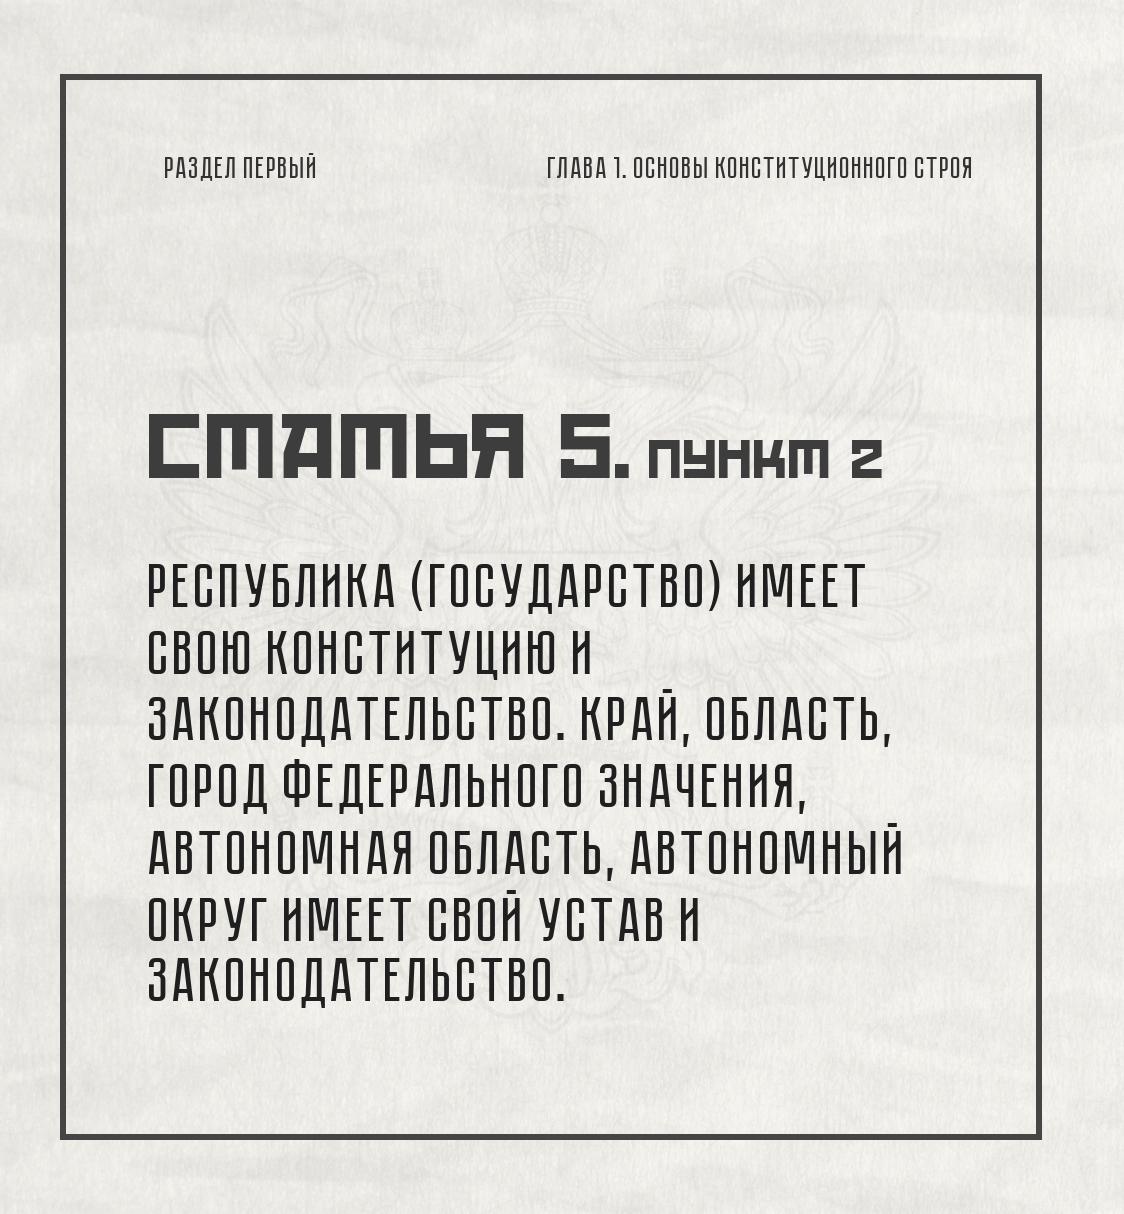 РАЗДЕЛ ПЕРВЫЙ
ГЛАВА 1. ОСНОВЫ КОНСТИТУЦИОННОГО СТРОЯ
СТАТЬЯ 5. ПУНКТ 2
РЕСПУБЛИКА (ГОСУДАРСТВО) ИМЕЕТ
СВОЮ КОНСТИТУЦИЮ И
ЗАКОНОДАТЕЛЬСТВО. КРАЙ, ОБЛАСТЬ,
ГОРОД ФЕДЕРАЛЬНОГО ЗНАЧЕНИЯ,
АВТОНОМНАЯ ОБЛАСТЬ, АВТОНОМНЫЙ
ОКРУГ ИМЕЕТ СВОЙ УСТАВ И
ЗАКОНОДАТЕЛЬСТВО.